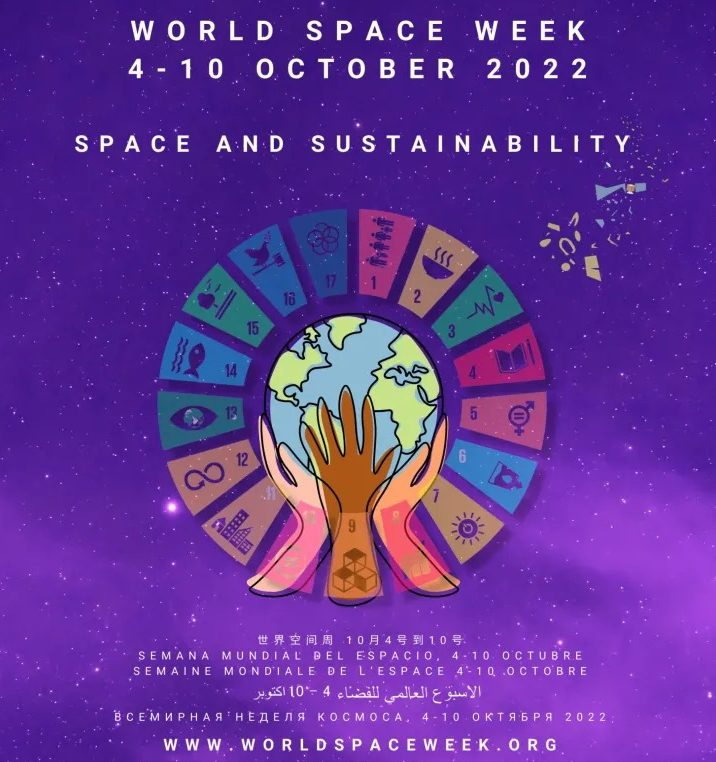 WORLD SPACE WEEK
4-10 OCTOBER 2022
SPACE AND SUSTAINABILITY
1
2
3
4
5
6
7
8
9
10
11
12
13
14
15
16
17
世界空间周 10月4号到10号
SEMANA MUNDIAL DEL ESPACIO, 4-10 OCTUBRE
SEMAINE MONDIALE DE L'ESPACE 4-10 OCTOBRE
الاسبوع العالمي للفضاء 4 - 10 اكتوبر
ВСЕМИРНАЯ НЕДЕЛЯ КОСМОСА, 4-10 ОКТЯБРЯ 2022
WWW.WORLDSPACEWEEK.ORG